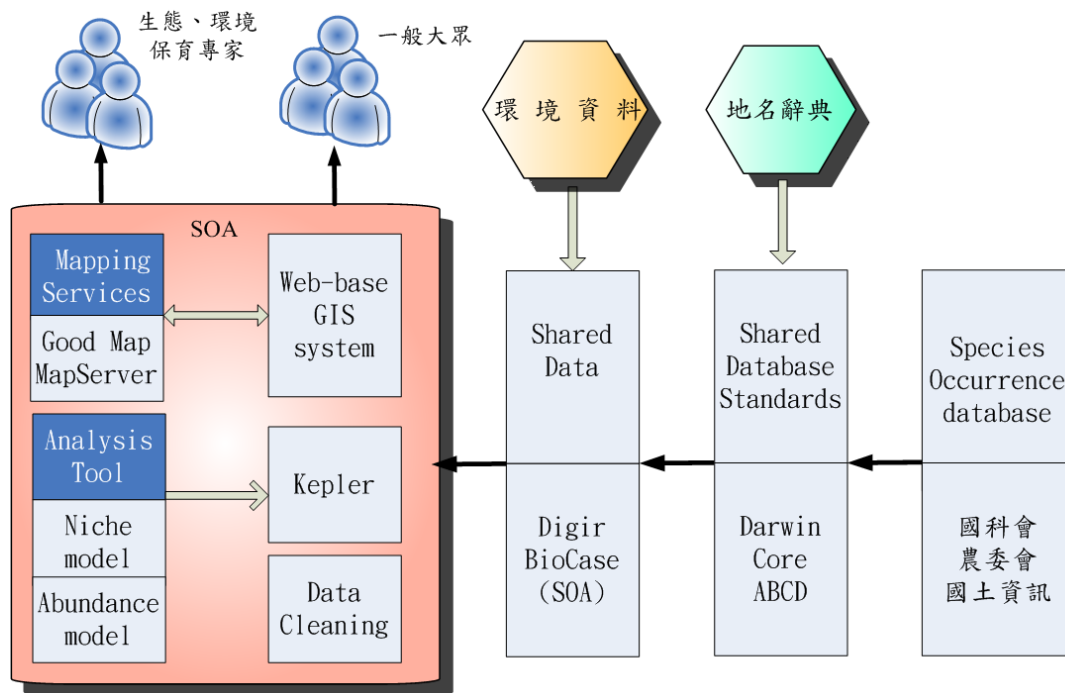 生態、環境
保育專家
一般大眾
環境資料
地名辭典
SOA
Mapping
Services
Good Map
MapServer
Web-base
GIS
system
Analysis
Tool
Niche
model
Abundance
model
Kepler
Data
Cleaning
Shared
Data
Digir
BioCase
(SOA)
Shared
Database
Standards
Darwin
Core
ABCD
Species
Occurrence
database
國科會
農委會
國土資訊